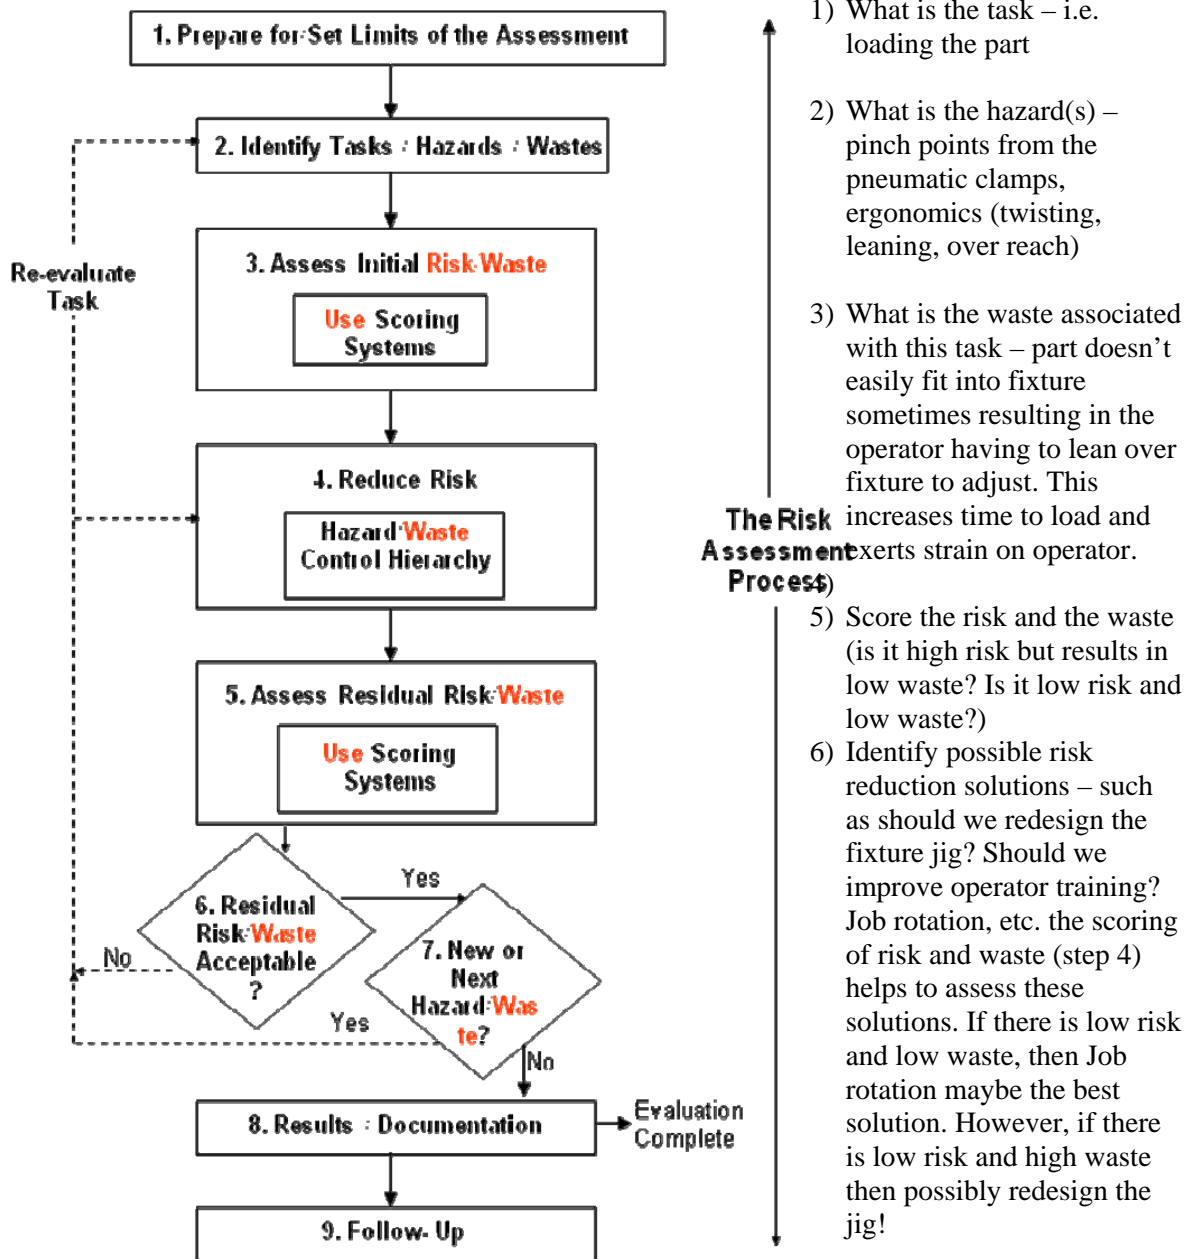 1. Prepare for/Set Limits of the Assessment
2. Identify Tasks / Hazards / Wastes
3. Assess Initial Risk/Waste
Use Scoring
Systems
Re-evaluate
Task
4. Reduce Risk
Hazard/Waste
Control Hierarchy
5. Assess Residual Risk/Waste
Use Scoring
Systems
6. Residual
Risk/Waste
Acceptable
?
Yes
No
7. New or
Next
Hazard/Was
te?
Yes
No
8. Results / Documentation
Evaluation
Complete
9. Follow- Up
The Risk
Assessment
Process
1) What is the task – i.e.
loading the part
2) What is the hazard(s) –
pinch points from the
pneumatic clamps,
ergonomics (twisting,
leaning, over reach)
3) What is the waste associated
with this task – part doesn’t
easily fit into fixture
sometimes resulting in the
operator having to lean over
fixture to adjust. This
increases time to load and
exerts strain on operator.
4)
5) Score the risk and the waste
(is it high risk but results in
low waste? Is it low risk and
low waste?)
6) Identify possible risk
reduction solutions – such
as should we redesign the
fixture jig? Should we
improve operator training?
Job rotation, etc. the scoring
of risk and waste (step 4)
helps to assess these
solutions. If there is low risk
and low waste, then Job
rotation maybe the best
solution. However, if there
is low risk and high waste
then possibly redesign the
jig!